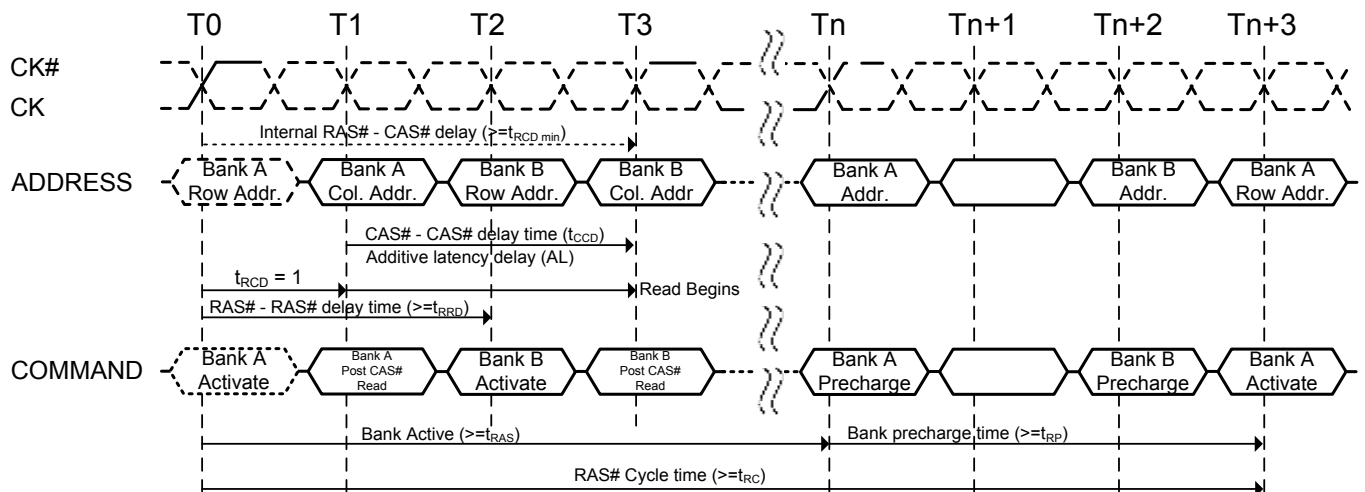 T0 T1 T2 T3 Tn Tn+1 Tn+2 Tn+3
CK#
CK
Internal RAS# - CAS# delay (>=tRCD min)
ADDRESS
Bank A
Row Addr.
Bank A
Col. Addr.
Bank B
Row Addr.
Bank B
Col. Addr
Bank A
Addr.
Bank B
Addr.
Bank A
Row Addr.
CAS# - CAS# delay time (tCCD)
Additive latency delay (AL)
tRCD = 1
Read Begins
RAS# - RAS# delay time (>=tRRD)
COMMAND
Bank A
Activate
Bank A
Post CAS#
Read
Bank B
Activate
Bank B
Post CAS#
Read
Bank A
Precharge
Bank B
Precharge
Bank A
Activate
Bank Active (>=tRAS)
Bank precharge time (>=tRP)
RAS# Cycle time (>=tRC)